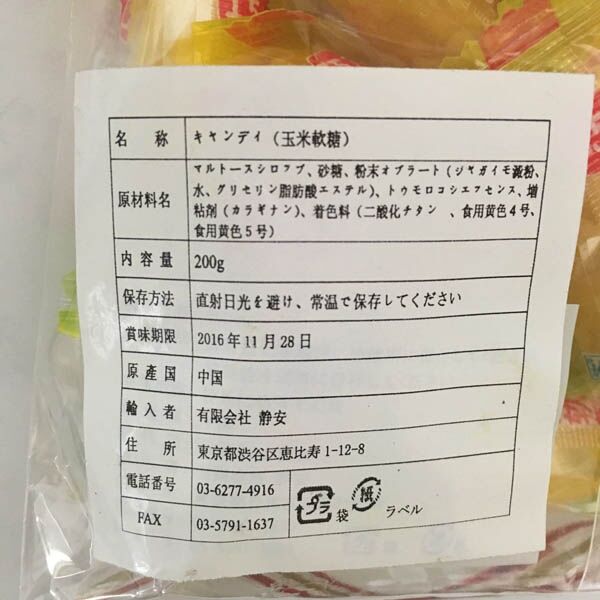 名 称 キャンディ（玉米軟糖）
原材料名 マルトースシロップ、砂糖、粉末オブラート（ジャガイモ澱粉、
水、グリセリン脂肪酸エステル）、トウモロコシエッセンス、増
粘剤（カラギナン）、着色料（二酸化チタン 、食用黄色４号、
食用黄色５号）
内容量 200g
保存方法 直射日光を避け、常温で保存してください
賞味期限 2016 年 11 月 28 日
原産国 中国
輸入者 有限会社 静安
住 所 東京都渋谷区恵比寿 1-12-8
電話番号 03-6277-4916
FAX 03-5791-1637
プラ 袋 紙 ラベル